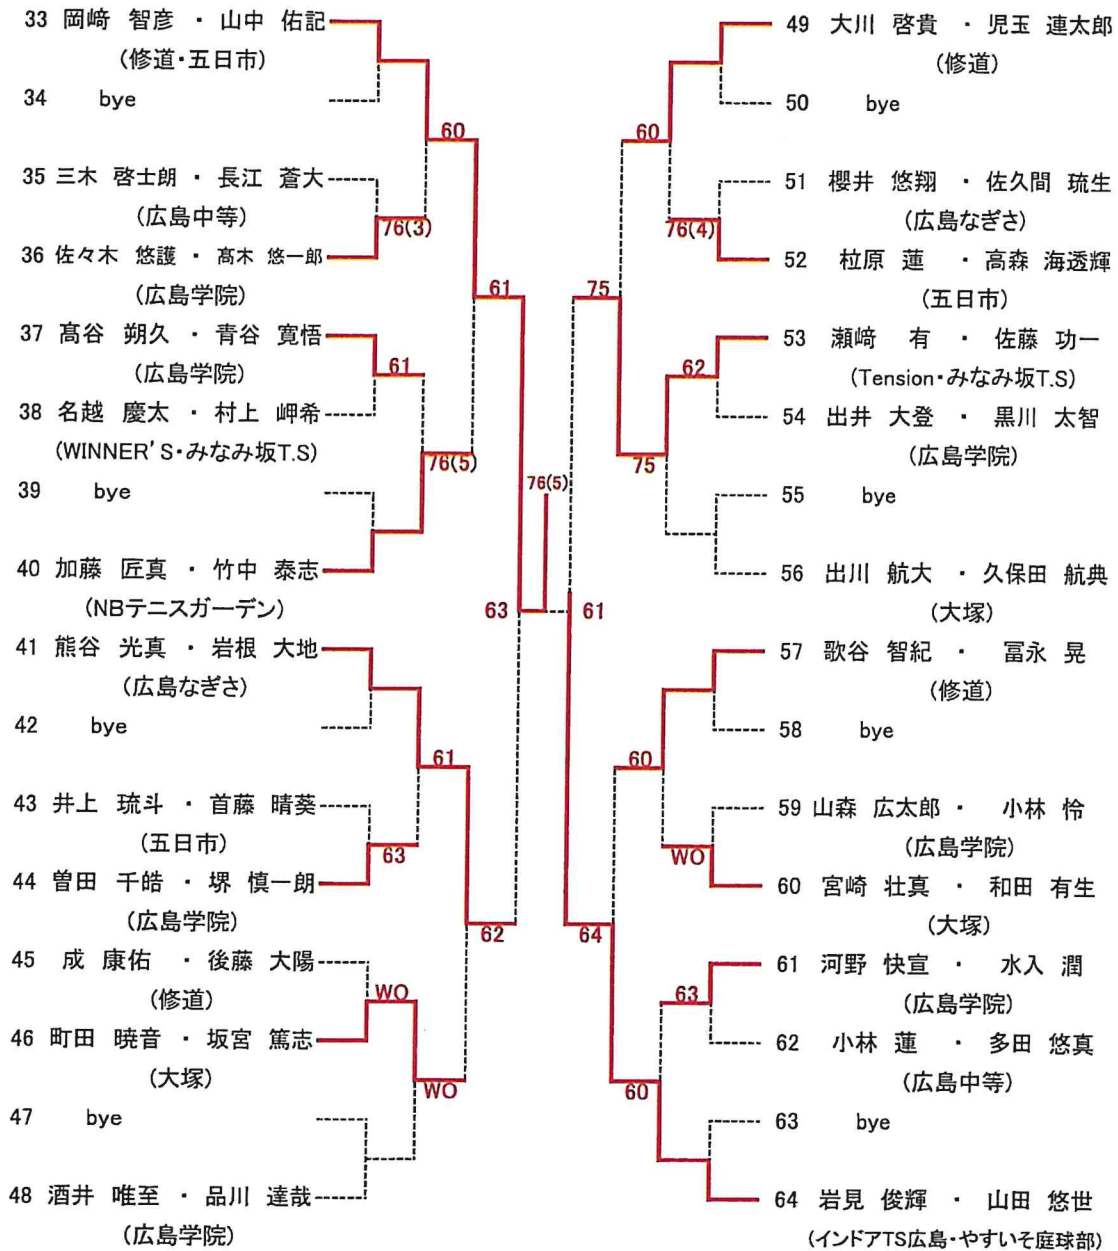 33 岡﨑 智彦 ・ 山中 佑記
(修道・五日市)
34 bye
60
35 三木 啓士朗 ・ 長江 蒼大
(広島中等)
76(3)
36 佐々木 悠護 ・ 髙木 悠一郎
(広島学院)
61
37 髙谷 朔久 ・ 青谷 寛悟
(広島学院)
61
38 名越 慶太 ・ 村上 岬希
(WINNER'S・みなみ坂T.S)
76(5)
39 bye
40 加藤 匠真 ・ 竹中 泰志
(NBテニスガーデン)
63
41 熊谷 光真 ・ 岩根 大地
(広島なぎさ)
42 bye
61
43 井上 琉斗 ・ 首藤 晴葵
(五日市)
63
44 曽田 千皓 ・ 堺 慎一朗
(広島学院)
62
45 成 康佑 ・ 後藤 大陽
(修道)
WO
46 町田 暁音 ・ 坂宮 篤志
(大塚)
WO
47 bye
48 酒井 唯至 ・ 品川 達哉
(広島学院)
76(5)
49 大川 啓貴 ・ 児玉 連太郎
(修道)
50 bye
60
51 櫻井 悠翔 ・ 佐久間 琉生
(広島なぎさ)
76(4)
52 柆原 蓮 ・ 高森 海透輝
(五日市)
75
53 瀬﨑 有 ・ 佐藤 功一
(Tension・みなみ坂T.S)
62
54 出井 大登 ・ 黒川 太智
(広島学院)
75
55 bye
56 出川 航大 ・ 久保田 航典
(大塚)
61
57 歌谷 智紀 ・ 冨永 晃
(修道)
58 bye
60
59 山森 広太郎 ・ 小林 怜
(広島学院)
WO
60 宮崎 壮真 ・ 和田 有生
(大塚)
64
61 河野 快宣 ・ 水入 潤
(広島学院)
63
62 小林 蓮 ・ 多田 悠真
(広島中等)
60
63 bye
64 岩見 俊輝 ・ 山田 悠世
(インドアTS広島・やすいそ庭球部)